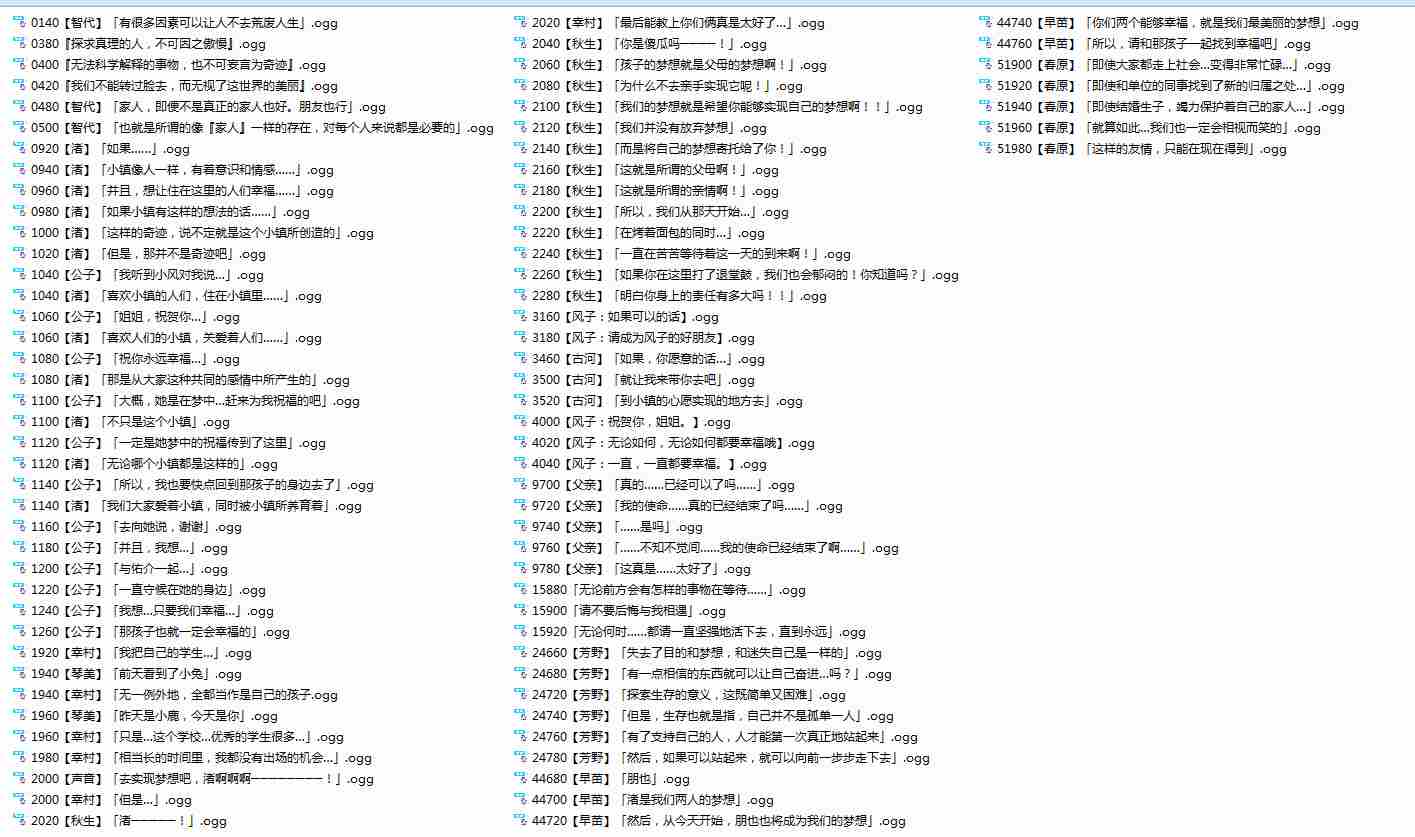 0140【智代】「有很多因素可以让人不去荒废人生」.ogg
0380『探求真理的人，不可因之傲慢』.ogg
0400『无法科学解释的事物，也不可妄言为奇迹』.ogg
0420『我们不能转过脸去，而无视了这世界的美丽』.ogg
0480【智代】「家人，即便不是真正的家人也好。朋友也行」.ogg
0500【智代】「也就是所谓的像『家人』一样的存在，对每个人来说都是必要的」.ogg
0920【渚】「如果......」.ogg
0940【渚】「小镇像人一样，有着意识和情感......」.ogg
0960【渚】「并且，想让住在这里的人们幸福......」.ogg
0980【渚】「如果小镇有这样的想法的话......」.ogg
1000【渚】「这样的奇迹，说不定就是这个小镇所创造的」.ogg
1020【渚】「但是，那并不是奇迹吧」.ogg
1040【公子】「我听到小风对我说...」.ogg
1040【渚】「喜欢小镇的人们，住在小镇里......」.ogg
1060【公子】「姐姐，祝贺你...」.ogg
1060【渚】「喜欢人们的小镇，关爱着人们......」.ogg
1080【公子】「祝你永远幸福...」.ogg
1080【渚】「那是从大家这种共同的感情中所产生的」.ogg
1100【公子】「大概，她是在梦中...赶来为我祝福的吧」.ogg
1100【渚】「不只是这个小镇」.ogg
1120【公子】「一定是她梦中的祝福传到了这里」.ogg
1120【渚】「无论哪个小镇都是这样的」.ogg
1140【公子】「所以，我也要快点回到那孩子的身边去了」.ogg
1140【渚】「我们大家爱着小镇，同时被小镇所养育着」.ogg
1160【公子】「去向她说，谢谢」.ogg
1180【公子】「并且，我想...」.ogg
1200【公子】「与佑介一起...」.ogg
1220【公子】「一直守候在她的身边」.ogg
1240【公子】「我想...只要我们幸福...」.ogg
1260【公子】「那孩子也就一定会幸福的」.ogg
1920【幸村】「我把自己的学生...」.ogg
1940【琴美】「前天看到了小兔」.ogg
1940【幸村】「无一例外地，全都当作是自己的孩子.ogg
1960【琴美】「昨天是小鹿，今天是你」.ogg
1960【幸村】「只是...这个学校...优秀的学生很多...」.ogg
1980【幸村】「相当长的时间里，我都没有出场的机会...」.ogg
2000【声音】「去实现梦想吧，渚啊啊啊────────！」.ogg
2000【幸村】「但是...」.ogg
2020【秋生】「渚─────！」.ogg
2020【幸村】「最后能教上你们俩真是太好了...」.ogg
2040【秋生】「你是傻瓜吗────！」.ogg
2060【秋生】「孩子的梦想就是父母的梦想啊！」.ogg
2080【秋生】「为什么不去亲手实现它呢！」.ogg
2100【秋生】「我们的梦想就是希望你能够实现自己的梦想啊！！」.ogg
2120【秋生】「我们并没有放弃梦想」.ogg
2140【秋生】「而是将自己的梦想寄托给了你！」.ogg
2160【秋生】「这就是所谓的父母啊！」.ogg
2180【秋生】「这就是所谓的亲情啊！」.ogg
2200【秋生】「所以，我们从那天开始...」.ogg
2220【秋生】「在烤着面包的同时...」.ogg
2240【秋生】「一直在苦苦等待着这一天的到来啊！」.ogg
2260【秋生】「如果你在这里打了退堂鼓，我们也会郁闷的！你知道吗？」.ogg
2280【秋生】「明白你身上的责任有多大吗！！」.ogg
3160【风子：如果可以的话】.ogg
3180【风子：请成为风子的好朋友】.ogg
3460【古河】「如果，你愿意的话...」.ogg
3500【古河】「就让我来带你去吧」.ogg
3520【古河】「到小镇的心愿实现的地方去」.ogg
4000【风子：祝贺你，姐姐。】.ogg
4020【风子：无论如何，无论如何都要幸福哦】.ogg
4040【风子：一直，一直都要幸福。】.ogg
9700【父亲】「真的......已经可以了吗......」.ogg
9720【父亲】「我的使命......真的已经结束了吗......」.ogg
9740【父亲】「......是吗」.ogg
9760【父亲】「......不知不觉间......我的使命已经结束了啊......」.ogg
9780【父亲】「这真是......太好了」.ogg
15880「无论前方会有怎样的事物在等待......」.ogg
15900「请不要后悔与我相遇」.ogg
15920「无论何时......都请一直坚强地活下去，直到永远」.ogg
24660【芳野】「失去了目的和梦想，和迷失自己是一样的」.ogg
24680【芳野】「有一点相信的东西就可以让自己奋进...吗？」.ogg
24720【芳野】「探索生存的意义，这既简单又困难」.ogg
24740【芳野】「但是，生存也就是指，自己并不是孤单一人」.ogg
24760【芳野】「有了支持自己的人，人才能第一次真正地站起来」.ogg
24780【芳野】「然后，如果可以站起来，就可以向前一步步走下去」.ogg
44680【早苗】「朋也」.ogg
44700【早苗】「渚是我们两人的梦想」.ogg
44720【早苗】「然后，从今天开始，朋也也将成为我们的梦想」.ogg
44740【早苗】「你们两个能够幸福，就是我们最美丽的梦想」.ogg
44760【早苗】「所以，请和那孩子一起找到幸福吧」.ogg
51900【春原】「即使大家都走上社会...变得非常忙碌...」.ogg
51920【春原】「即使和单位的同事找到了新的归属之处...」.ogg
51940【春原】「即使结婚生子，竭力保护着自己的家人...」.ogg
51960【春原】「就算如此...我们也一定会相视而笑的」.ogg
51980【春原】「这样的友情，只能在现在得到」.ogg